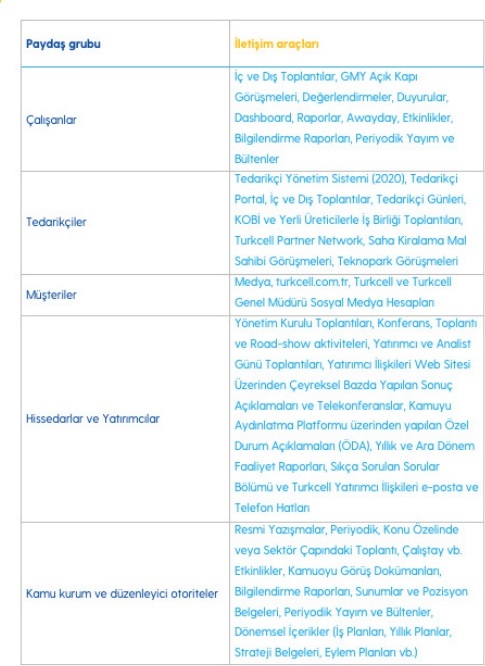 Paydaş grubu
İletişim araçları
Çalışanlar
İç ve Dış Toplantılar, GMY Açık Kapı
Görüşmeleri, Değerlendirmeler, Duyurular,
Dashboard, Raporlar, Awayday, Etkinlikler,
Bilgilendirme Raporları, Periyodik Yayım ve
Bültenler
Tedarikçiler
Tedarikçi Yönetim Sistemi (2020), Tedarikçi
Portal, İç ve Dış Toplantılar, Tedarikçi Günleri,
KOBİ ve Yerli Üreticilerle İş Birliği Toplantıları,
Turkcell Partner Network, Saha Kiralama Mal
Sahibi Görüşmeleri, Teknopark Görüşmeleri
Müşteriler
Medya, turkcell.com.tr, Turkcell ve Turkcell
Genel Müdürü Sosyal Medya Hesapları
Hissedarlar ve Yatırımcılar
Yönetim Kurulu Toplantıları, Konferans, Toplantı
ve Road-show aktiviteleri, Yatırımcı ve Analist
Günü Toplantıları, Yatırımcı İlişkileri Web Sitesi
Üzerinden Çeyreksel Bazda Yapılan Sonuç
Açıklamaları ve Telekonferanslar, Kamuyu
Aydınlatma Platformu üzerinden yapılan Özel
Durum Açıklamaları (ÖDA), Yıllık ve Ara Dönem
Faaliyet Raporları, Sıkça Sorulan Sorular
Bölümü ve Turkcell Yatırımcı İlişkileri e-posta ve
Telefon Hatları
Kamu kurum ve düzenleyici otoriteler
Resmi Yazışmalar, Periyodik, Konu Özelinde
veya Sektör Çapındaki Toplantı, Çalıştay vb.
Etkinlikler, Kamuoyu Görüş Dokümanları,
Bilgilendirme Raporları, Sunumlar ve Pozisyon
Belgeleri, Periyodik Yayım ve Bültenler,
Dönemsel İçerikler (İş Planları, Yıllık Planlar,
Strateji Belgeleri, Eylem Planları vb.)